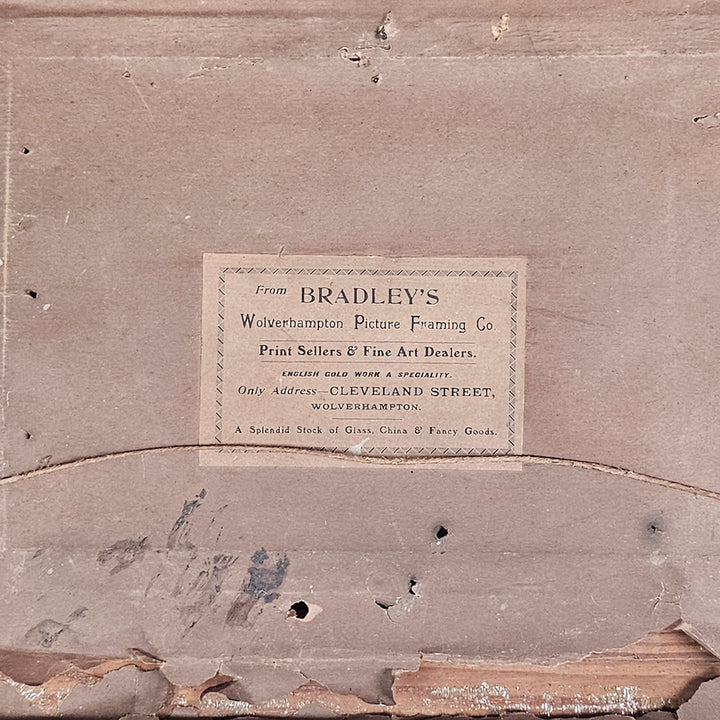 From BRADLEY'S
Wolverhampton Picture Framing Co.
Print Sellers & Fine Art Dealers.
ENGLISH GOLD WORK A SPECIALITY.
Only Address—CLEVELAND STREET,
WOLVERHAMPTON.
A Splendid Stock of Glass, China & Fancy Goods.